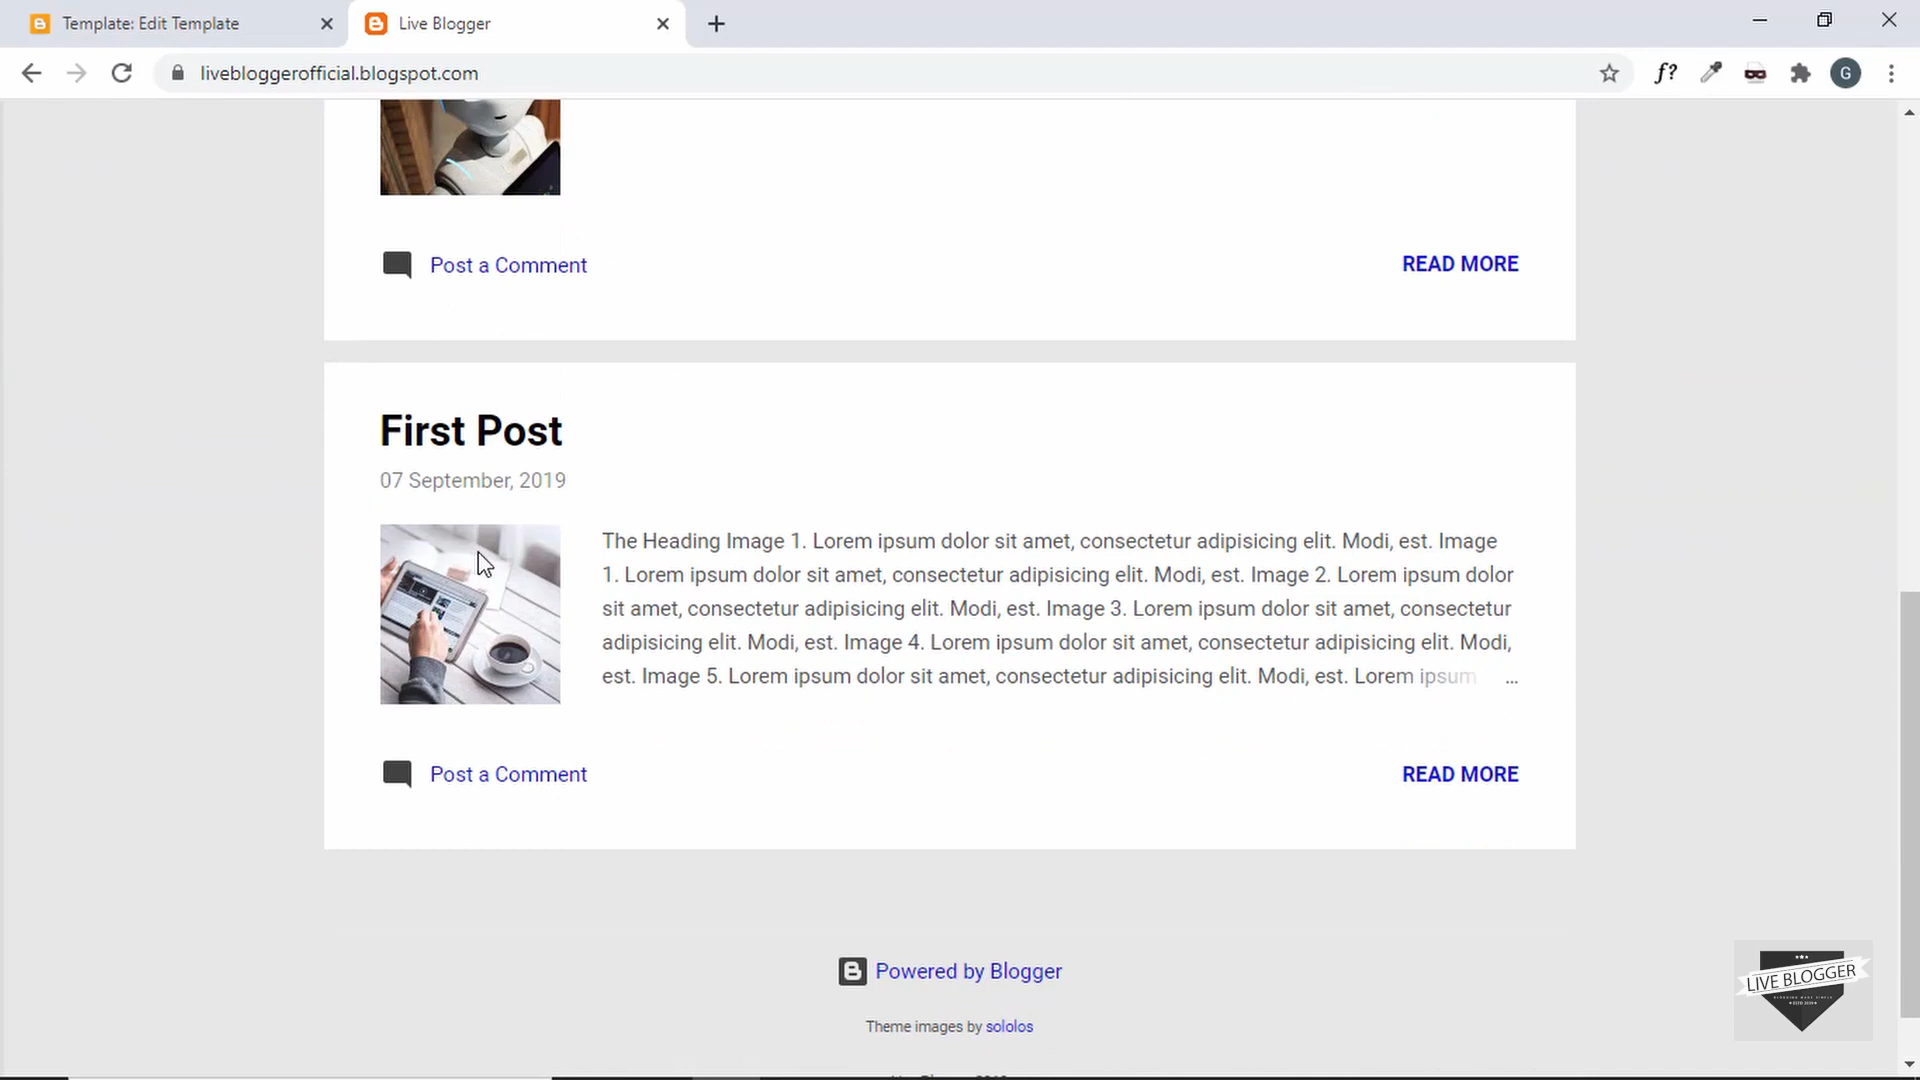 Template: Edit Template
Live Blogger
livebloggerofficial.blogspot.com
f?
G
Post a Comment
READ MORE
First Post
07 September, 2019
The Heading Image 1. Lorem ipsum dolor sit amet, consectetur adipisicing elit. Modi, est. Image
1. Lorem ipsum dolor sit amet, consectetur adipisicing elit. Modi, est. Image 2. Lorem ipsum dolor
sit amet, consectetur adipisicing elit. Modi, est. Image 3. Lorem ipsum dolor sit amet, consectetur
adipisicing elit. Modi, est. Image 4. Lorem ipsum dolor sit amet, consectetur adipisicing elit. Modi,
est. Image 5. Lorem ipsum dolor sit amet, consectetur adipisicing elit. Modi, est. Lorem ipsum ...
Post a Comment
READ MORE
Powered by Blogger
LIVE BLOGGER
Theme images by sololos